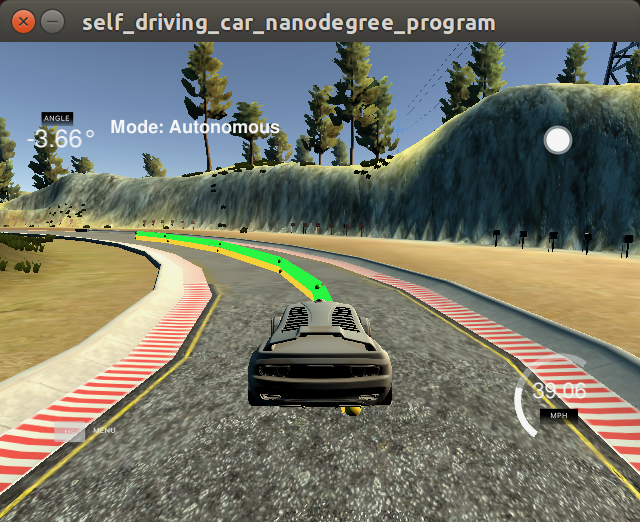 self_driving_car_nanodegree_program
ANGLE
-3.66°
Mode: Autonomous
39.06
MPH
MENU